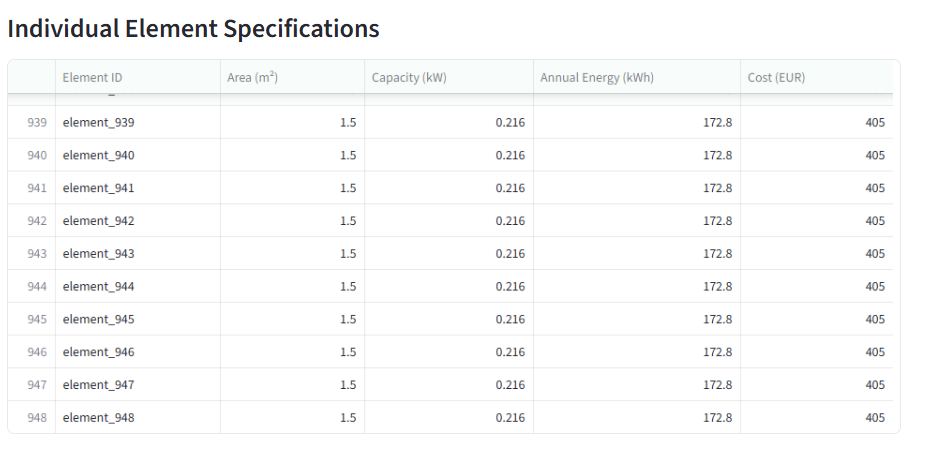 Individual Element Specifications
Element ID Area (m²) Capacity (kW) Annual Energy (kWh) Cost (EUR)
939 element_939 1.5 0.216 172.8 405
940 element_940 1.5 0.216 172.8 405
941 element_941 1.5 0.216 172.8 405
942 element_942 1.5 0.216 172.8 405
943 element_943 1.5 0.216 172.8 405
944 element_944 1.5 0.216 172.8 405
945 element_945 1.5 0.216 172.8 405
946 element_946 1.5 0.216 172.8 405
947 element_947 1.5 0.216 172.8 405
948 element_948 1.5 0.216 172.8 405